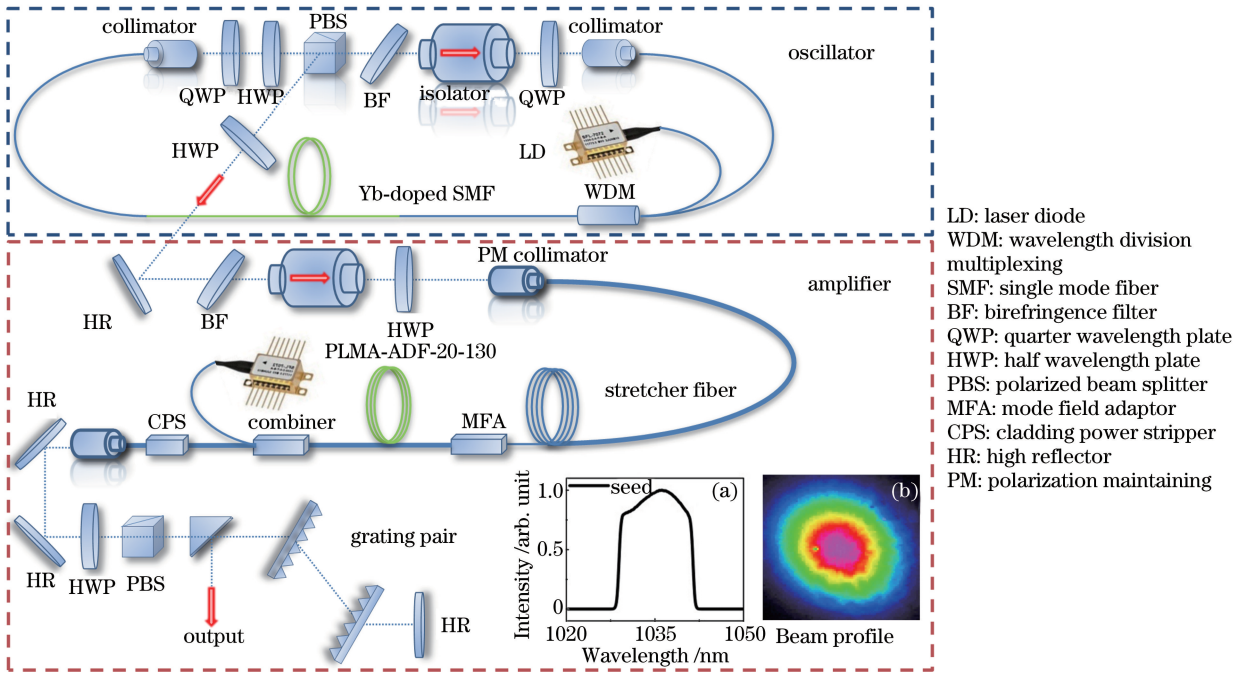 collimator
PBS
collimator
oscillator
QWP
HWP
BF
isolator
QWP
HWP
LD
Yb-doped SMF
WDM
PM collimator
amplifier
HR
BF
HWP
PLMA-ADF-20-130
stretcher fiber
HR
CPS
combiner
MFA
HR
HWP
PBS
grating pair
output
HR
seed
(a)
Intensity /arb. unit
1.0
0.5
0
1020
1035
1050
Wavelength /nm
(b)
Beam profile
LD: laser diode
WDM: wavelength division
multiplexing
SMF: single mode fiber
BF: birefringence filter
QWP: quarter wavelength plate
HWP: half wavelength plate
PBS: polarized beam splitter
MFA: mode field adaptor
CPS: cladding power stripper
HR: high reflector
PM: polarization maintaining